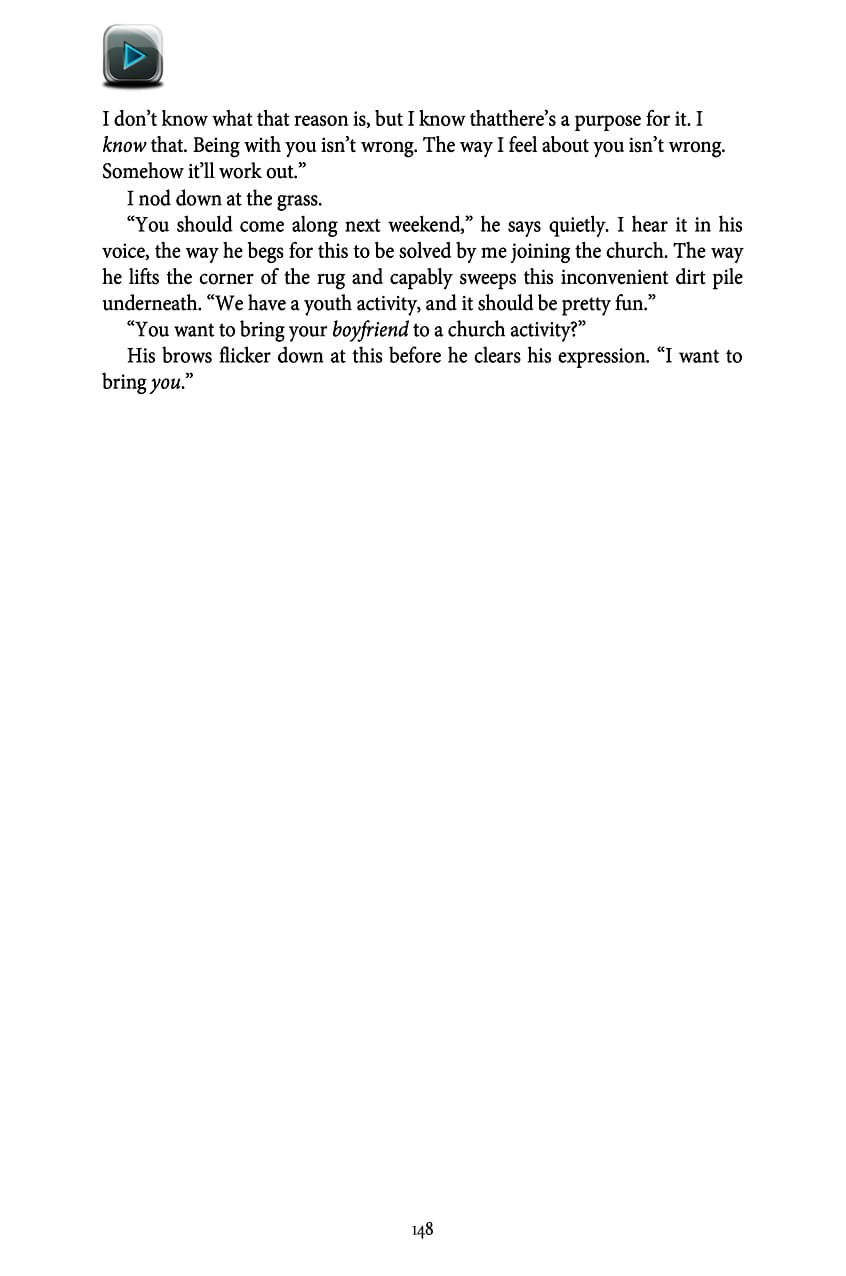 I don’t know what that reason is, but I know thatthere’s a purpose for it. I
know that. Being with you isn’t wrong. The way I feel about you isn’t wrong.
Somehow it’ll work out.”
I nod down at the grass.
“You should come along next weekend,” he says quietly. I hear it in his
voice, the way he begs for this to be solved by me joining the church. The way
he lifts the corner of the rug and capably sweeps this inconvenient dirt pile
underneath. “We have a youth activity, and it should be pretty fun.”
“You want to bring your boyfriend to a church activity?”
His brows flicker down at this before he clears his expression. “I want to
bring you.”
148